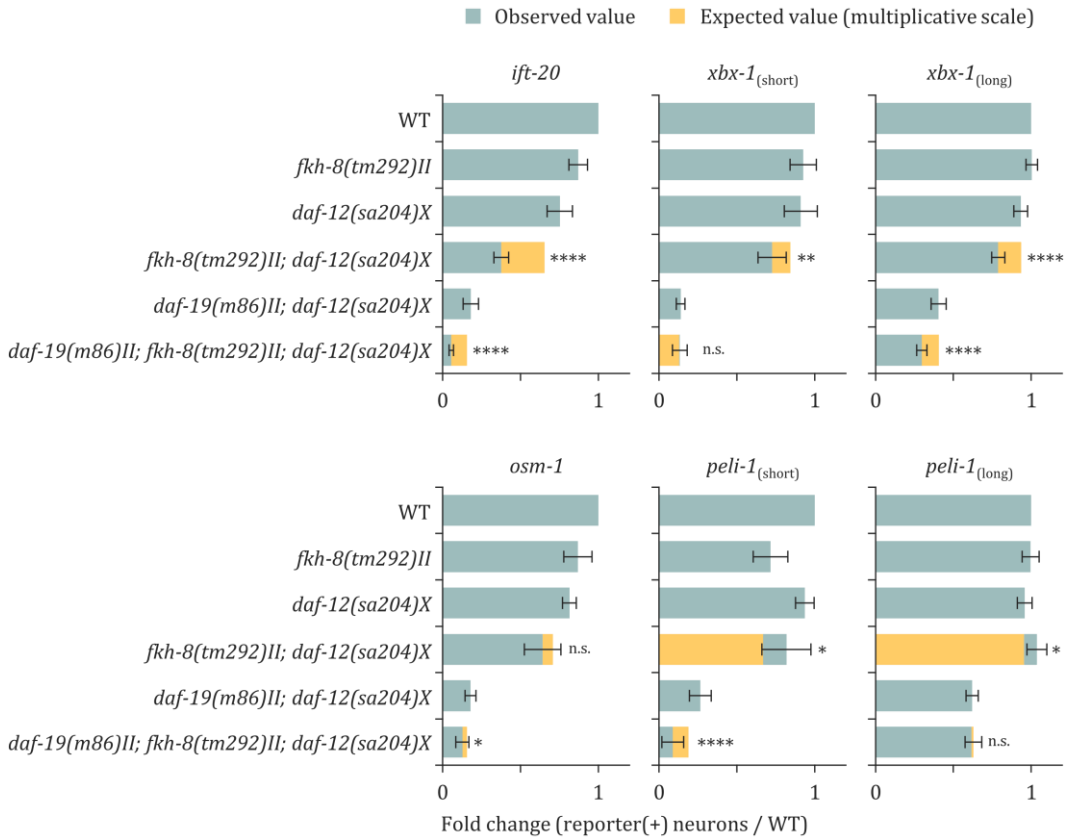 Observed value Expected value (multiplicative scale)
ift-20 xbx-1(short) xbx-1(long)
WT
fkh-8(tm292)II
daf-12(sa204)X
fkh-8(tm292)II; daf-12(sa204)X **** ** ****
daf-19(m86)II; daf-12(sa204)X
daf-19(m86)II; fkh-8(tm292)II; daf-12(sa204)X **** n.s. ****
0 1 0 1 0 1
osm-1 peli-1(short) peli-1(long)
WT
fkh-8(tm292)II
daf-12(sa204)X
fkh-8(tm292)II; daf-12(sa204)X n.s. * *
daf-19(m86)II; daf-12(sa204)X
daf-19(m86)II; fkh-8(tm292)II; daf-12(sa204)X * **** n.s.
0 1 0 1 0 1
Fold change (reporter(+) neurons / WT)